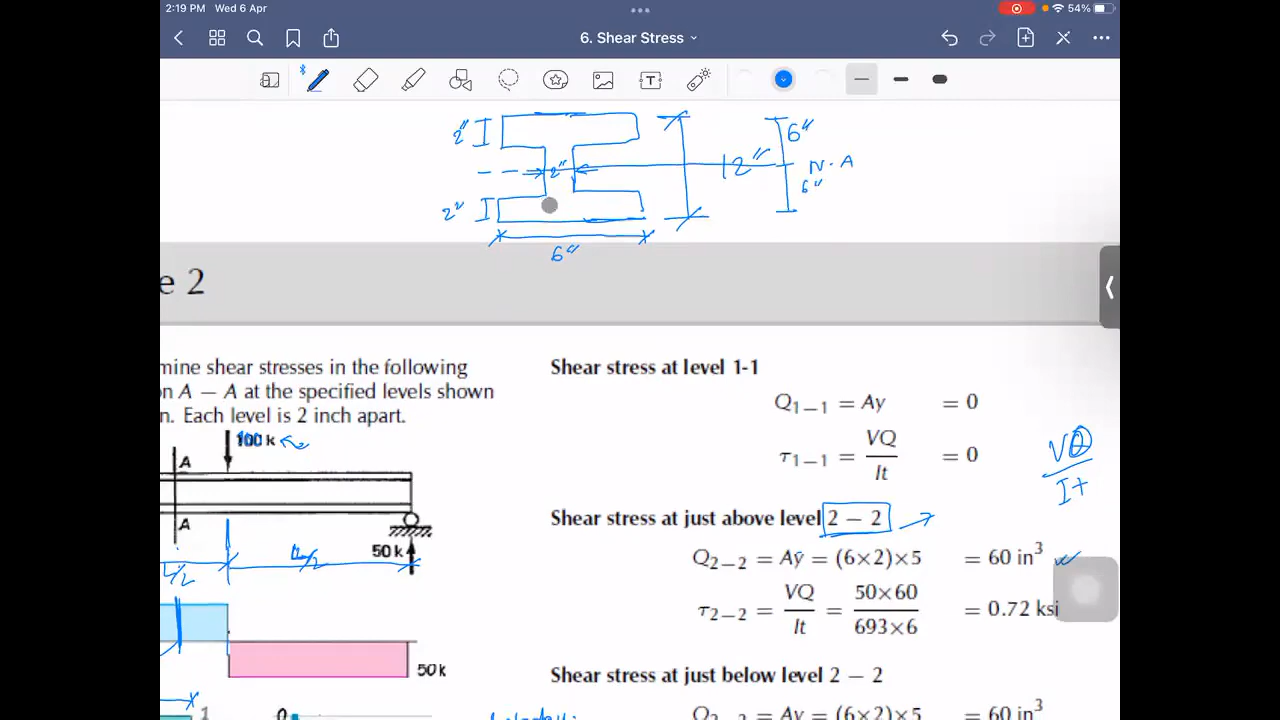 2:19 PM Wed 6 Apr
54%
6. Shear Stress
2"
2"
12"
6"
N-A
6"
2"
6"
e 2
mine shear stresses in the following
n A — A at the specified levels shown
n. Each level is 2 inch apart.
100 k
A
A
50 k
L/2
L/2
50 k
1
0
Shear stress at level 1-1
Q1−1 = Ay = 0
τ1−1 = VQ/It = 0
VQ/It
Shear stress at just above level 2 − 2
Q2−2 = Aȳ = (6×2)×5 = 60 in³
τ2−2 = VQ/It = 50×60/693×6 = 0.72 ksi
Shear stress at just below level 2 − 2
Q2−2 = Ay = (6×2)×5 = 60 in³